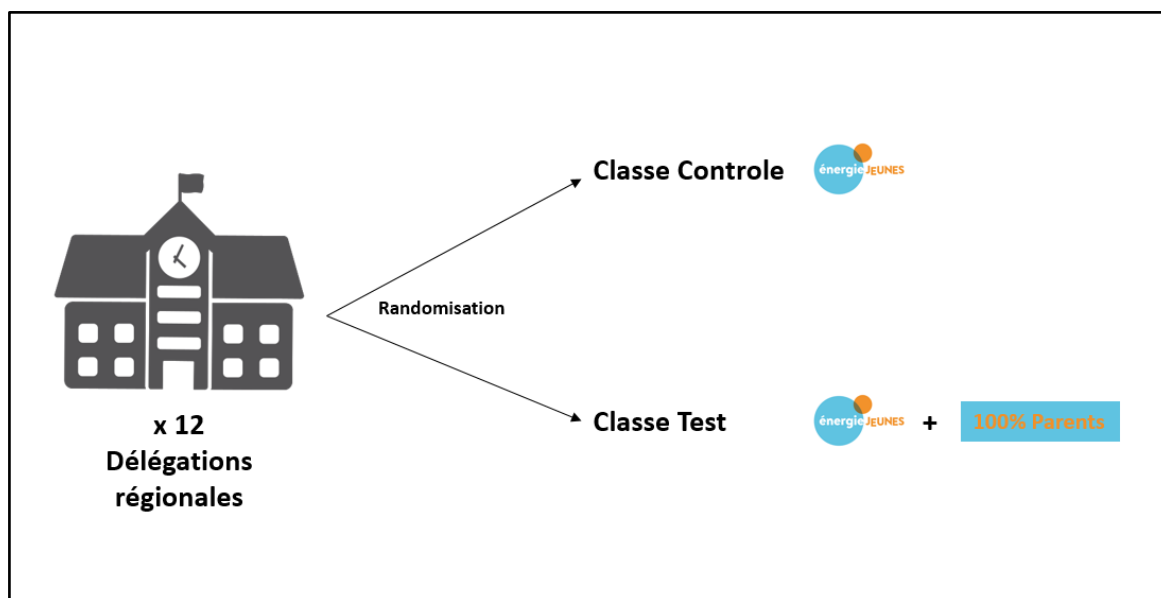 Classe Controle
énergie JEUNES
Randomisation
Classe Test
énergie JEUNES
+
100% Parents
x 12
Délégations
régionales